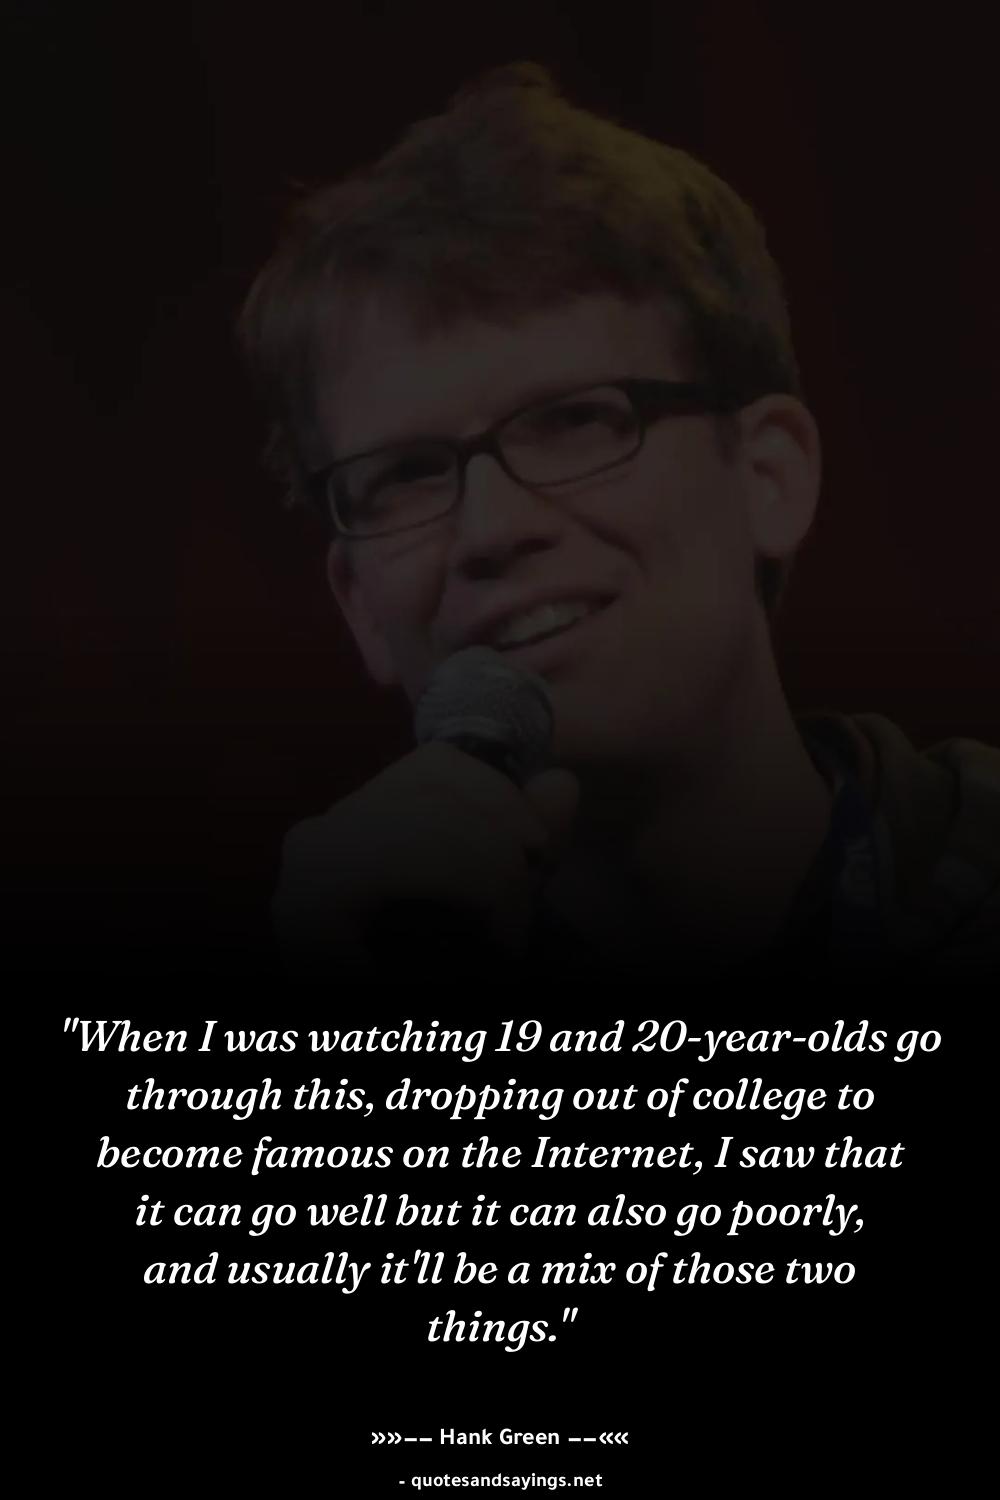 "When I was watching 19 and 20-year-olds go
through this, dropping out of college to
become famous on the Internet, I saw that
it can go well but it can also go poorly,
and usually it'll be a mix of those two
things."
»»−− Hank Green −−««
- quotesandsayings.net